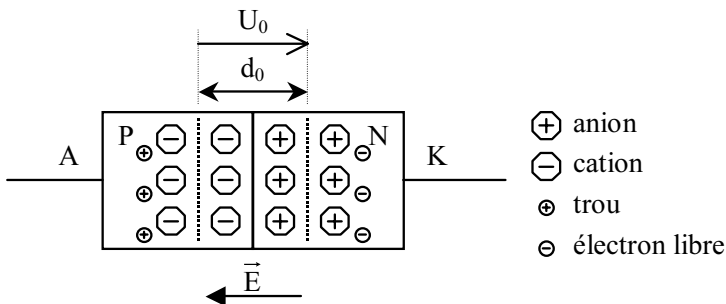 U₀
d₀
A P N K
E
⊕ anion
⊖ cation
⊕ trou
⊖ électron libre